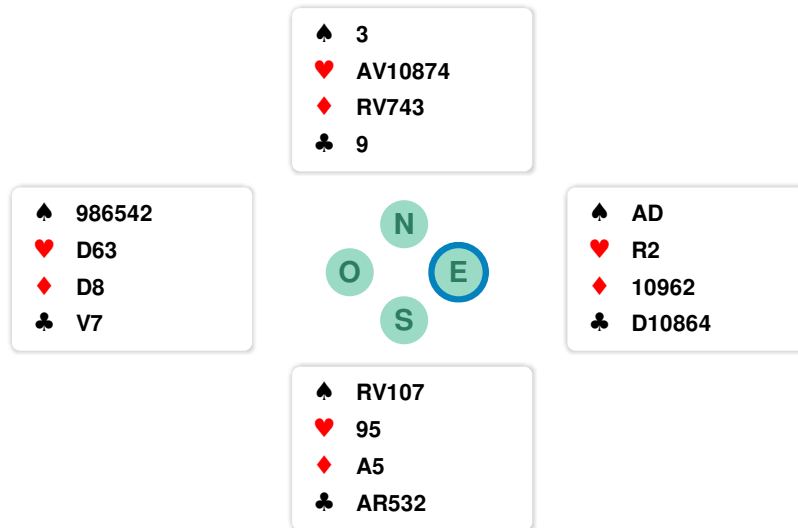 ♠ 3
♥ AV10874
♦ RV743
♣ 9
♠ 986542
♥ D63
♦ D8
♣ V7
N
O
E
S
♠ AD
♥ R2
♦ 10962
♣ D10864
♠ RV107
♥ 95
♦ A5
♣ AR532